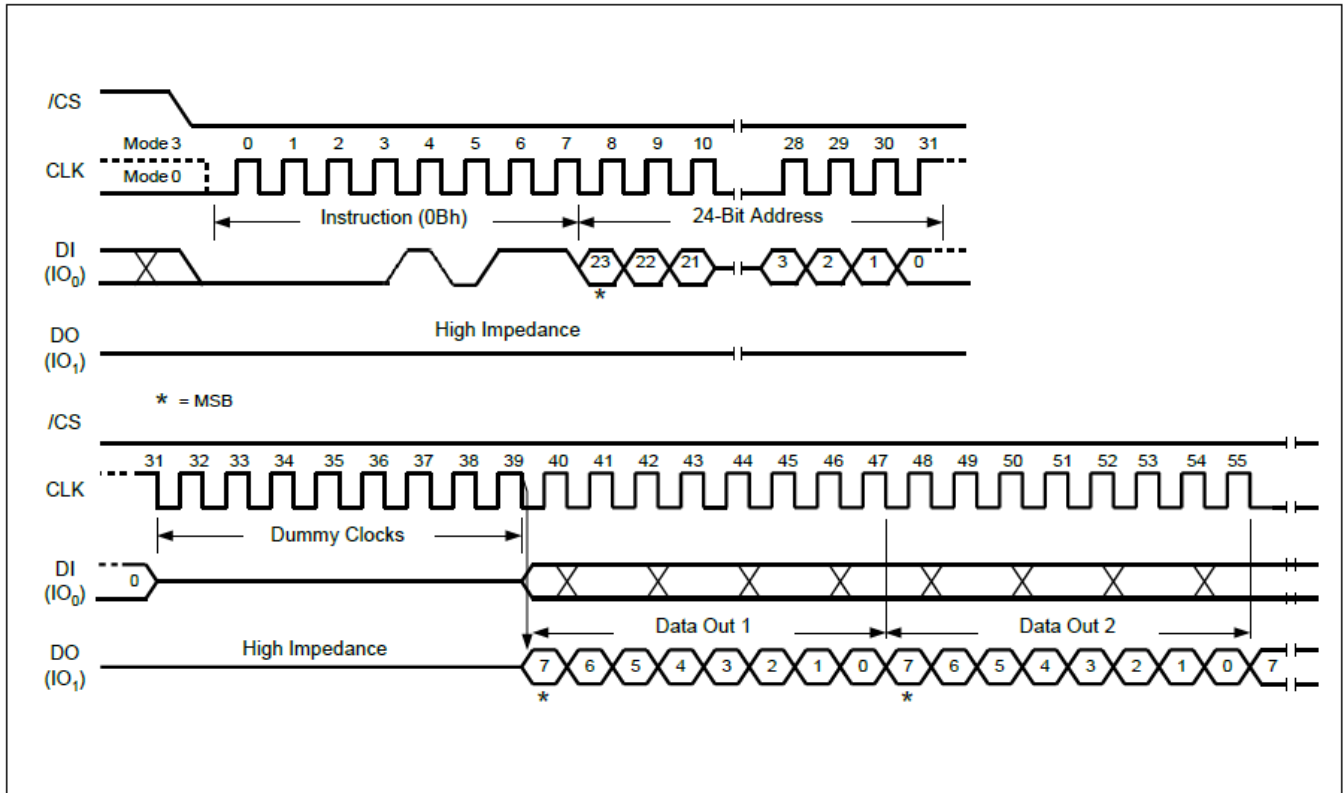 /CS
Mode 3 0 1 2 3 4 5 6 7 8 9 10 28 29 30 31
CLK Mode 0
Instruction (0Bh) 24-Bit Address
DI
(IO0) 23 22 21 3 2 1 0
*
DO High Impedance
(IO1)
* = MSB
/CS
31 32 33 34 35 36 37 38 39 40 41 42 43 44 45 46 47 48 49 50 51 52 53 54 55
CLK
Dummy Clocks
DI 0
(IO0)
Data Out 1 Data Out 2
DO High Impedance
(IO1) 7 6 5 4 3 2 1 0 7 6 5 4 3 2 1 0 7
* *